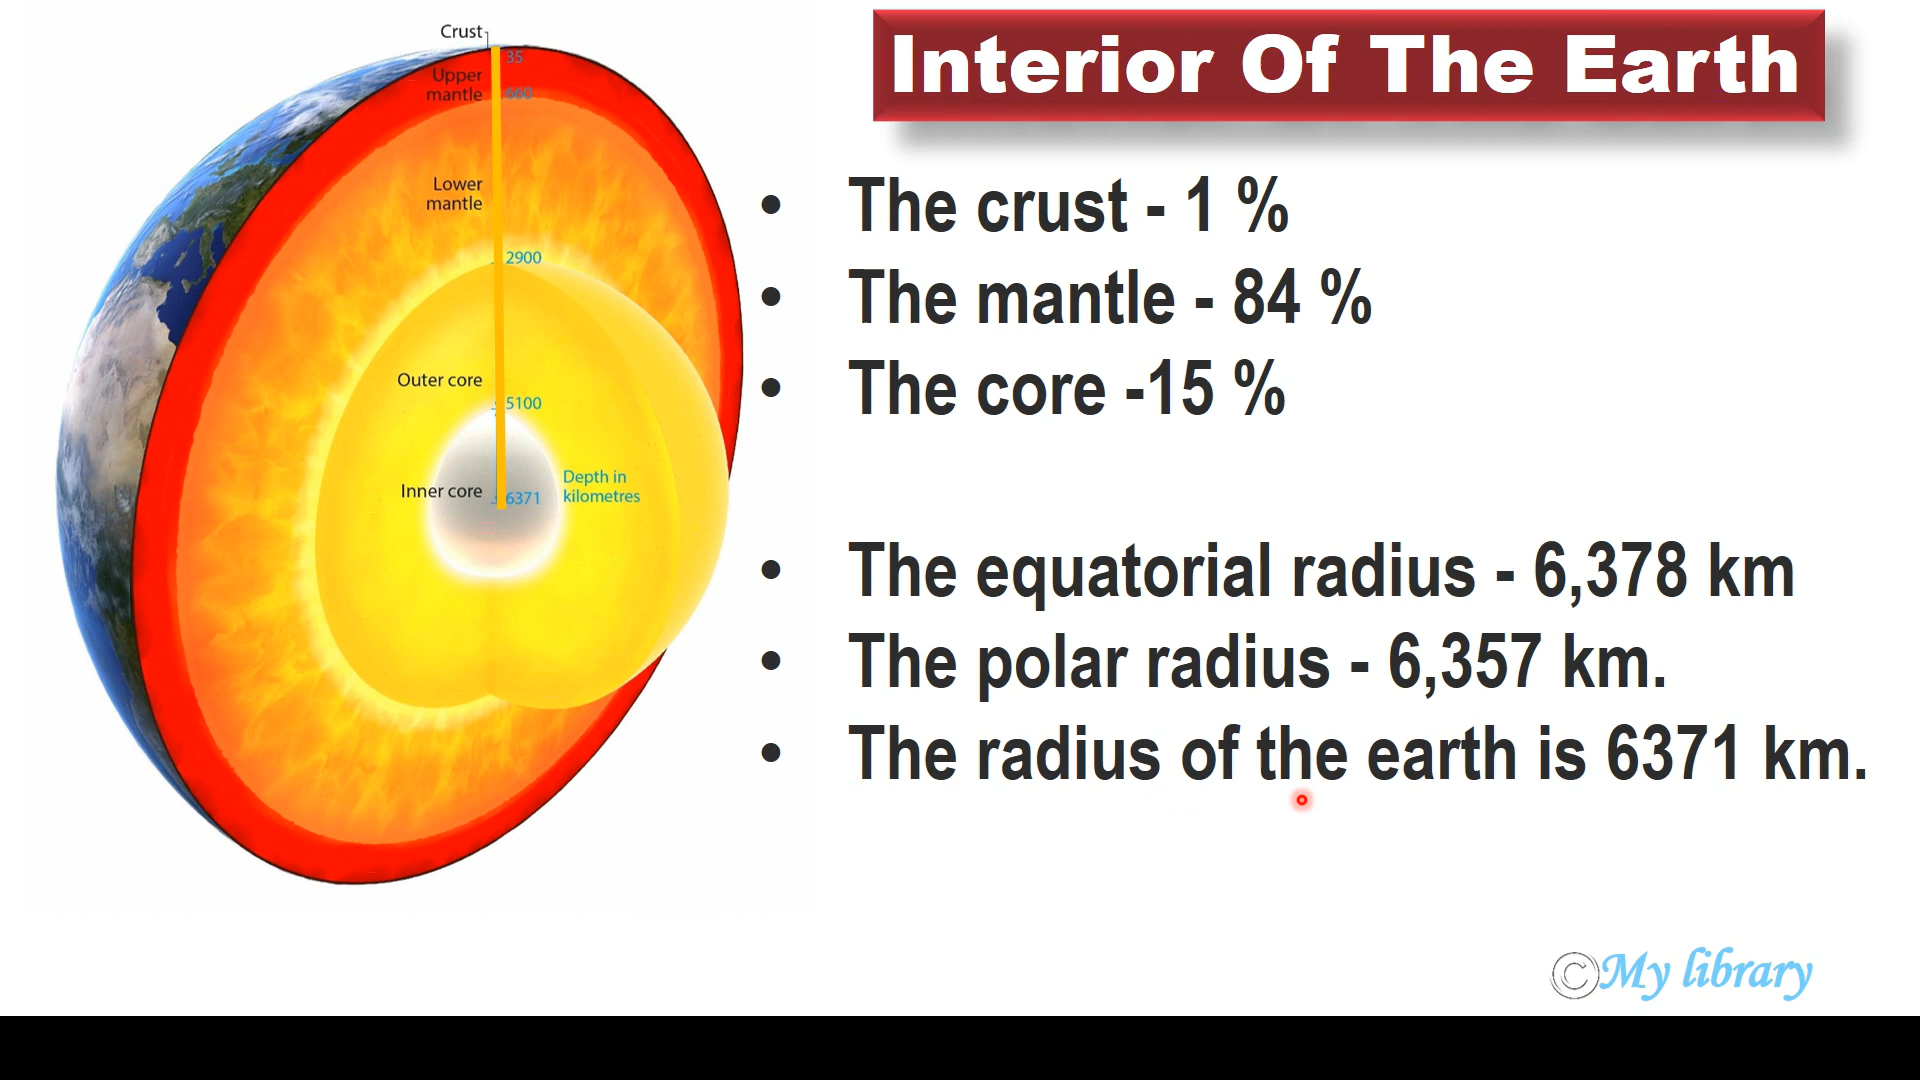 Interior Of The Earth
Crust
35
Upper
mantle
660
Lower
mantle
2900
Outer core
5100
Inner core
6371
Depth in
kilometres
• The crust - 1 %
• The mantle - 84 %
• The core -15 %
• The equatorial radius - 6,378 km
• The polar radius - 6,357 km.
• The radius of the earth is 6371 km.
©My library